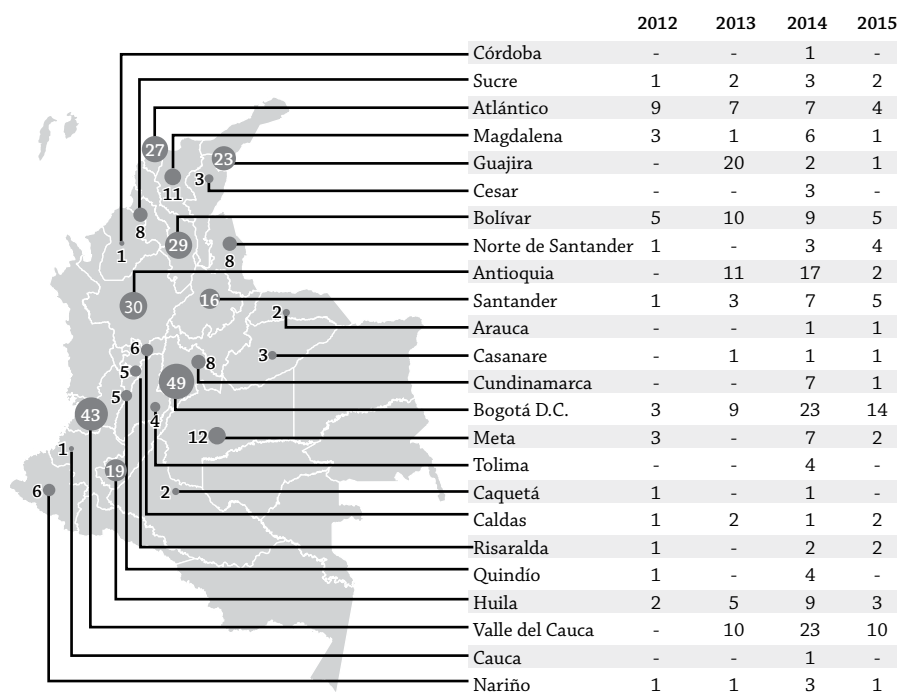 2012 2013 2014 2015
Córdoba - - 1 -
Sucre 1 2 3 2
Atlántico 9 7 7 4
Magdalena 3 1 6 1
Guajira - 20 2 1
Cesar - - 3 -
Bolívar 5 10 9 5
Norte de Santander 1 - 3 4
Antioquia - 11 17 2
Santander 1 3 7 5
Arauca - - 1 1
Casanare - 1 1 1
Cundinamarca - - 7 1
Bogotá D.C. 3 9 23 14
Meta 3 - 7 2
Tolima - - 4 -
Caquetá 1 - 1 -
Caldas 1 2 1 2
Risaralda 1 - 2 2
Quindío 1 - 4 -
Huila 2 5 9 3
Valle del Cauca - 10 23 10
Cauca - - 1 -
Nariño 1 1 3 1
27
23
3
11
8
1
29
8
30
16
2
6
3
8
5
49
5
43
4
12
1
19
6
2